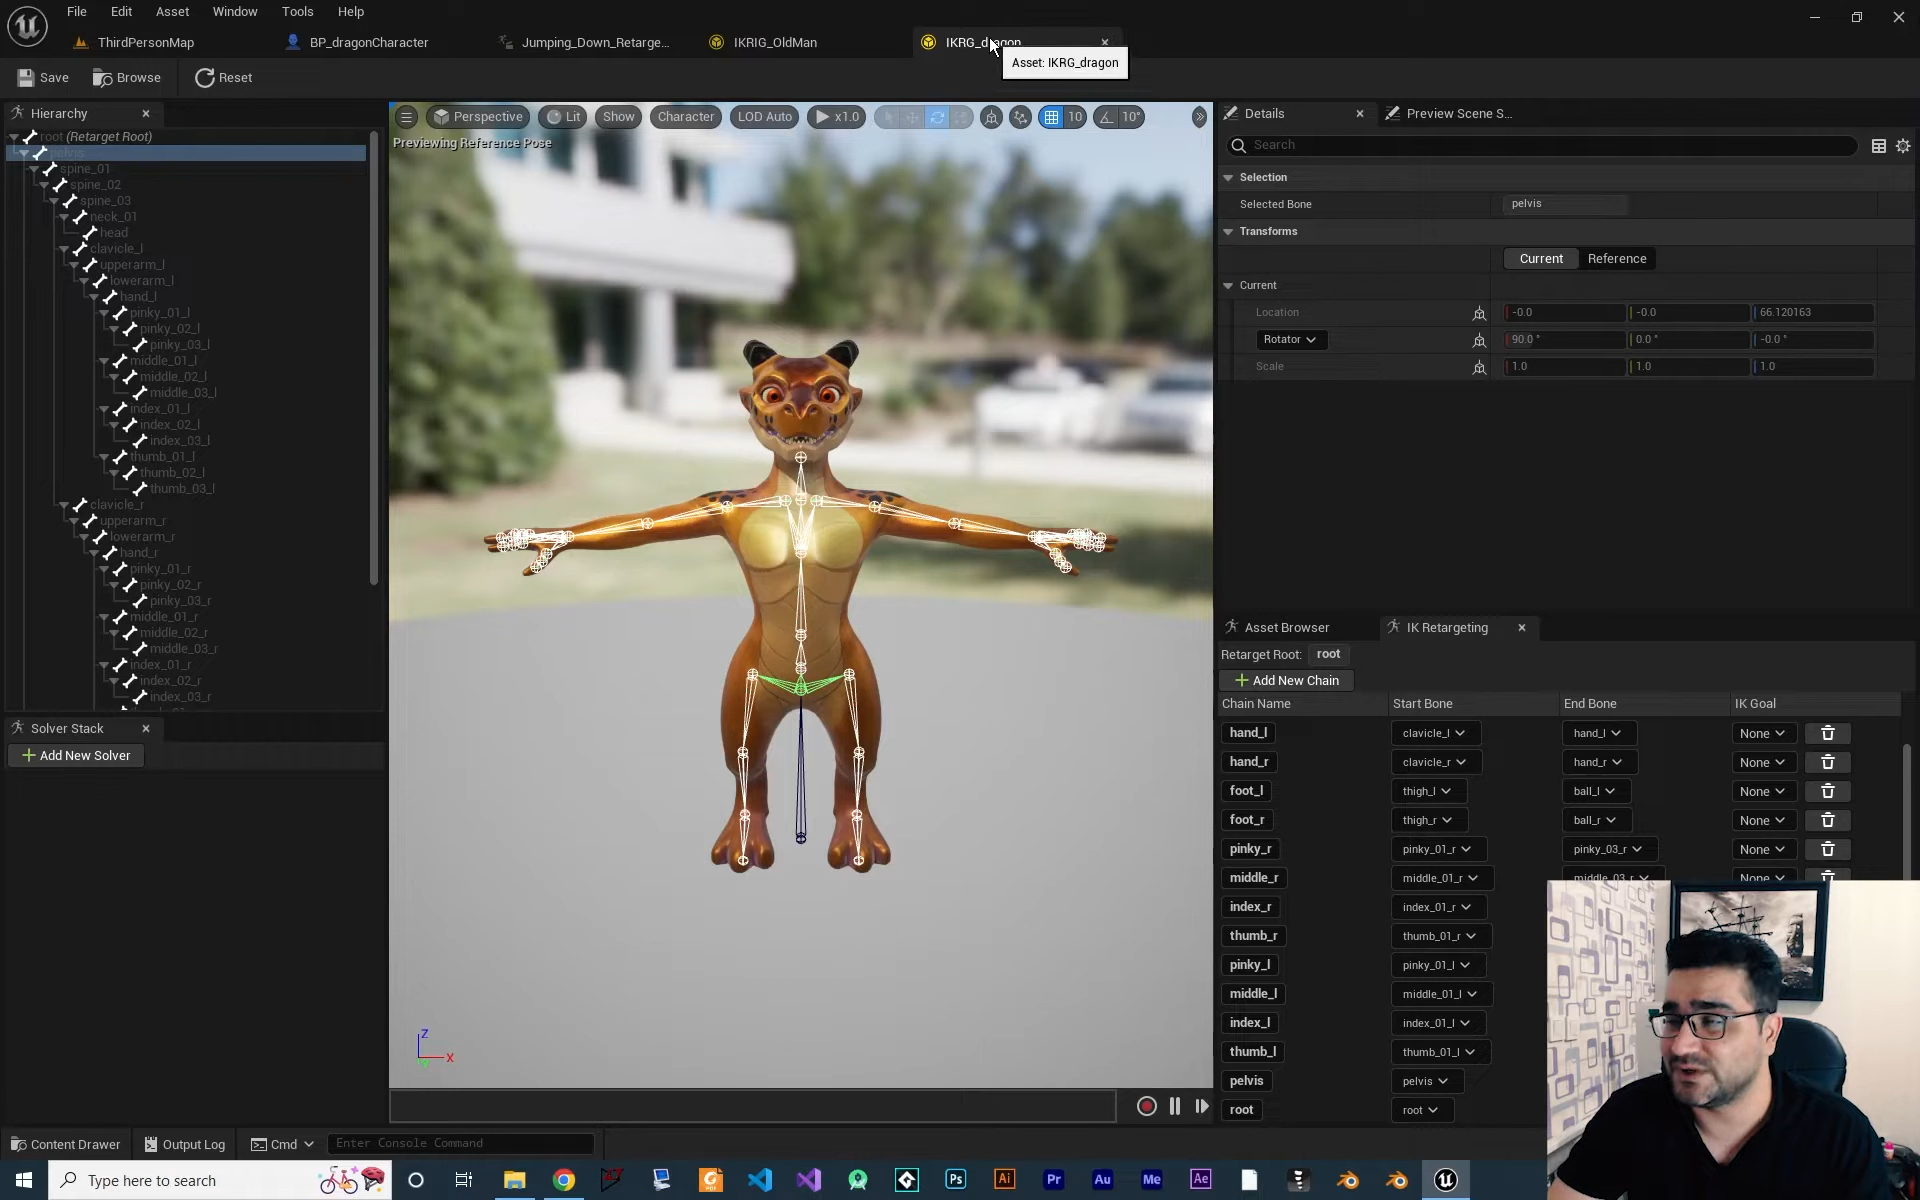 File Edit Asset Window Tools Help
ThirdPersonMap BP_dragonCharacter Jumping_Down_Retarge... IKRIG_OldMan IKRG_dragon
Asset: IKRG_dragon
Save Browse Reset
Hierarchy
root (Retarget Root)
pelvis
spine_01
spine_02
spine_03
neck_01
head
clavicle_l
upperarm_l
lowerarm_l
hand_l
pinky_01_l
pinky_02_l
pinky_03_l
middle_01_l
middle_02_l
middle_03_l
index_01_l
index_02_l
index_03_l
thumb_01_l
thumb_02_l
thumb_03_l
clavicle_r
upperarm_r
lowerarm_r
hand_r
pinky_01_r
pinky_02_r
pinky_03_r
middle_01_r
middle_02_r
middle_03_r
index_01_r
index_02_r
index_03_r
Solver Stack
Add New Solver
Perspective Lit Show Character LOD Auto x1.0 10 10°
Previewing Reference Pose
Z
X
Details Preview Scene S...
Search
Selection
Selected Bone pelvis
Transforms
Current Reference
Current
Location -0.0 -0.0 66.120163
Rotator 90.0 ° 0.0 ° -0.0 °
Scale 1.0 1.0 1.0
Asset Browser IK Retargeting
Retarget Root: root
Add New Chain
Chain Name Start Bone End Bone IK Goal
hand_l clavicle_l hand_l None
hand_r clavicle_r hand_r None
foot_l thigh_l ball_l None
foot_r thigh_r ball_r None
pinky_r pinky_01_r pinky_03_r None
middle_r middle_01_r middle_03_r None
index_r index_01_r
thumb_r thumb_01_r
pinky_l pinky_01_l
middle_l middle_01_l
index_l index_01_l
thumb_l thumb_01_l
pelvis pelvis
root root
Content Drawer Output Log Cmd Enter Console Command
Type here to search
Ps Ai Pr Au Me Ae